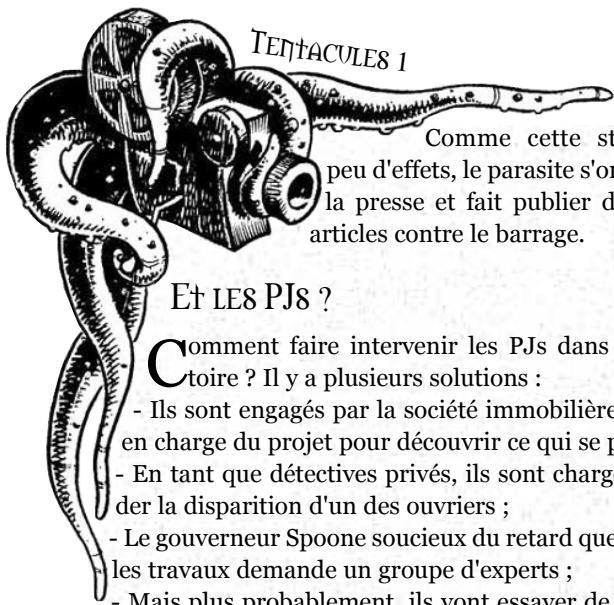 TENTACULES 1
Comme cette
peu d'effets, le parasite
la presse et fait publier
articles contre le barrage.
ET LES PJS ?
Comment faire intervenir les PJs dans
toire ? Il y a plusieurs solutions :
- Ils sont engagés par la société immobilière
en charge du projet pour découvrir ce qui se
- En tant que détectives privés, ils sont
der la disparition d'un des ouvriers ;
- Le gouverneur Spoone soucieux du retard que
les travaux demande un groupe d'experts ;
- Mais plus probablement, ils vont essayer de